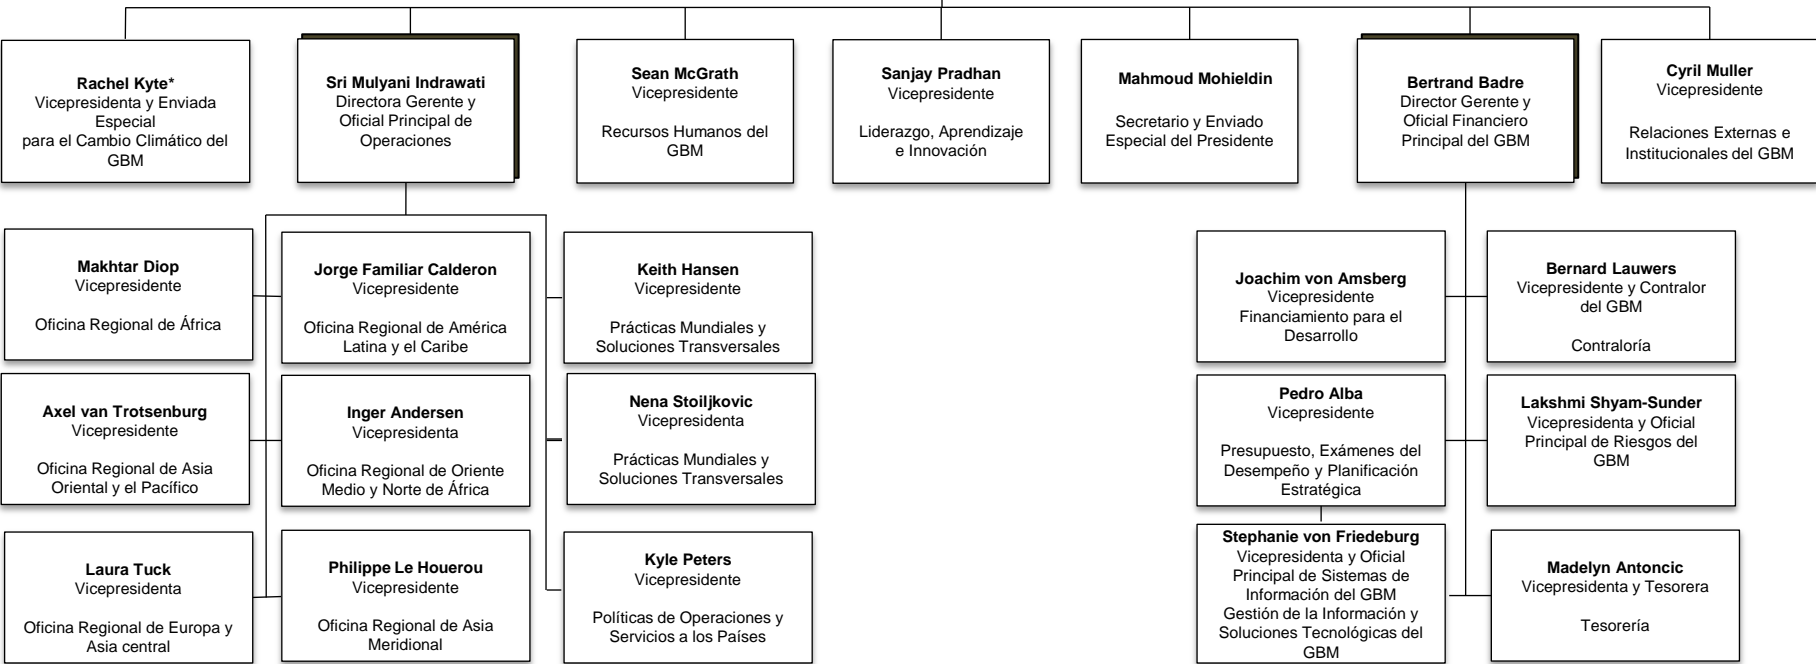 Rachel Kyte*
Vicepresidenta y Enviada
Especial
para el Cambio Climático del
GBM
Sri Mulyani Indrawati
Directora Gerente y
Oficial Principal de
Operaciones
Sean McGrath
Vicepresidente
Recursos Humanos del
GBM
Sanjay Pradhan
Vicepresidente
Liderazgo, Aprendizaje
e Innovación
Mahmoud Mohieldin
Secretario y Enviado
Especial del Presidente
Bertrand Badre
Director Gerente y
Oficial Financiero
Principal del GBM
Cyril Muller
Vicepresidente
Relaciones Externas e
Institucionales del GBM
Makhtar Diop
Vicepresidente
Oficina Regional de África
Jorge Familiar Calderon
Vicepresidente
Oficina Regional de América
Latina y el Caribe
Keith Hansen
Vicepresidente
Prácticas Mundiales y
Soluciones Transversales
Joachim von Amsberg
Vicepresidente
Financiamiento para el
Desarrollo
Bernard Lauwers
Vicepresidente y Contralor
del GBM
Contraloría
Axel van Trotsenburg
Vicepresidente
Oficina Regional de Asia
Oriental y el Pacífico
Inger Andersen
Vicepresidenta
Oficina Regional de Oriente
Medio y Norte de África
Nena Stoiljkovic
Vicepresidenta
Prácticas Mundiales y
Soluciones Transversales
Pedro Alba
Vicepresidente
Presupuesto, Exámenes del
Desempeño y Planificación
Estratégica
Lakshmi Shyam-Sunder
Vicepresidenta y Oficial
Principal de Riesgos del
GBM
Laura Tuck
Vicepresidenta
Oficina Regional de Europa y
Asia central
Philippe Le Houerou
Vicepresidente
Oficina Regional de Asia
Meridional
Kyle Peters
Vicepresidente
Políticas de Operaciones y
Servicios a los Países
Stephanie von Friedeburg
Vicepresidenta y Oficial
Principal de Sistemas de
Información del GBM
Gestión de la Información y
Soluciones Tecnológicas del
GBM
Madelyn Antoncic
Vicepresidenta y Tesorera
Tesorería